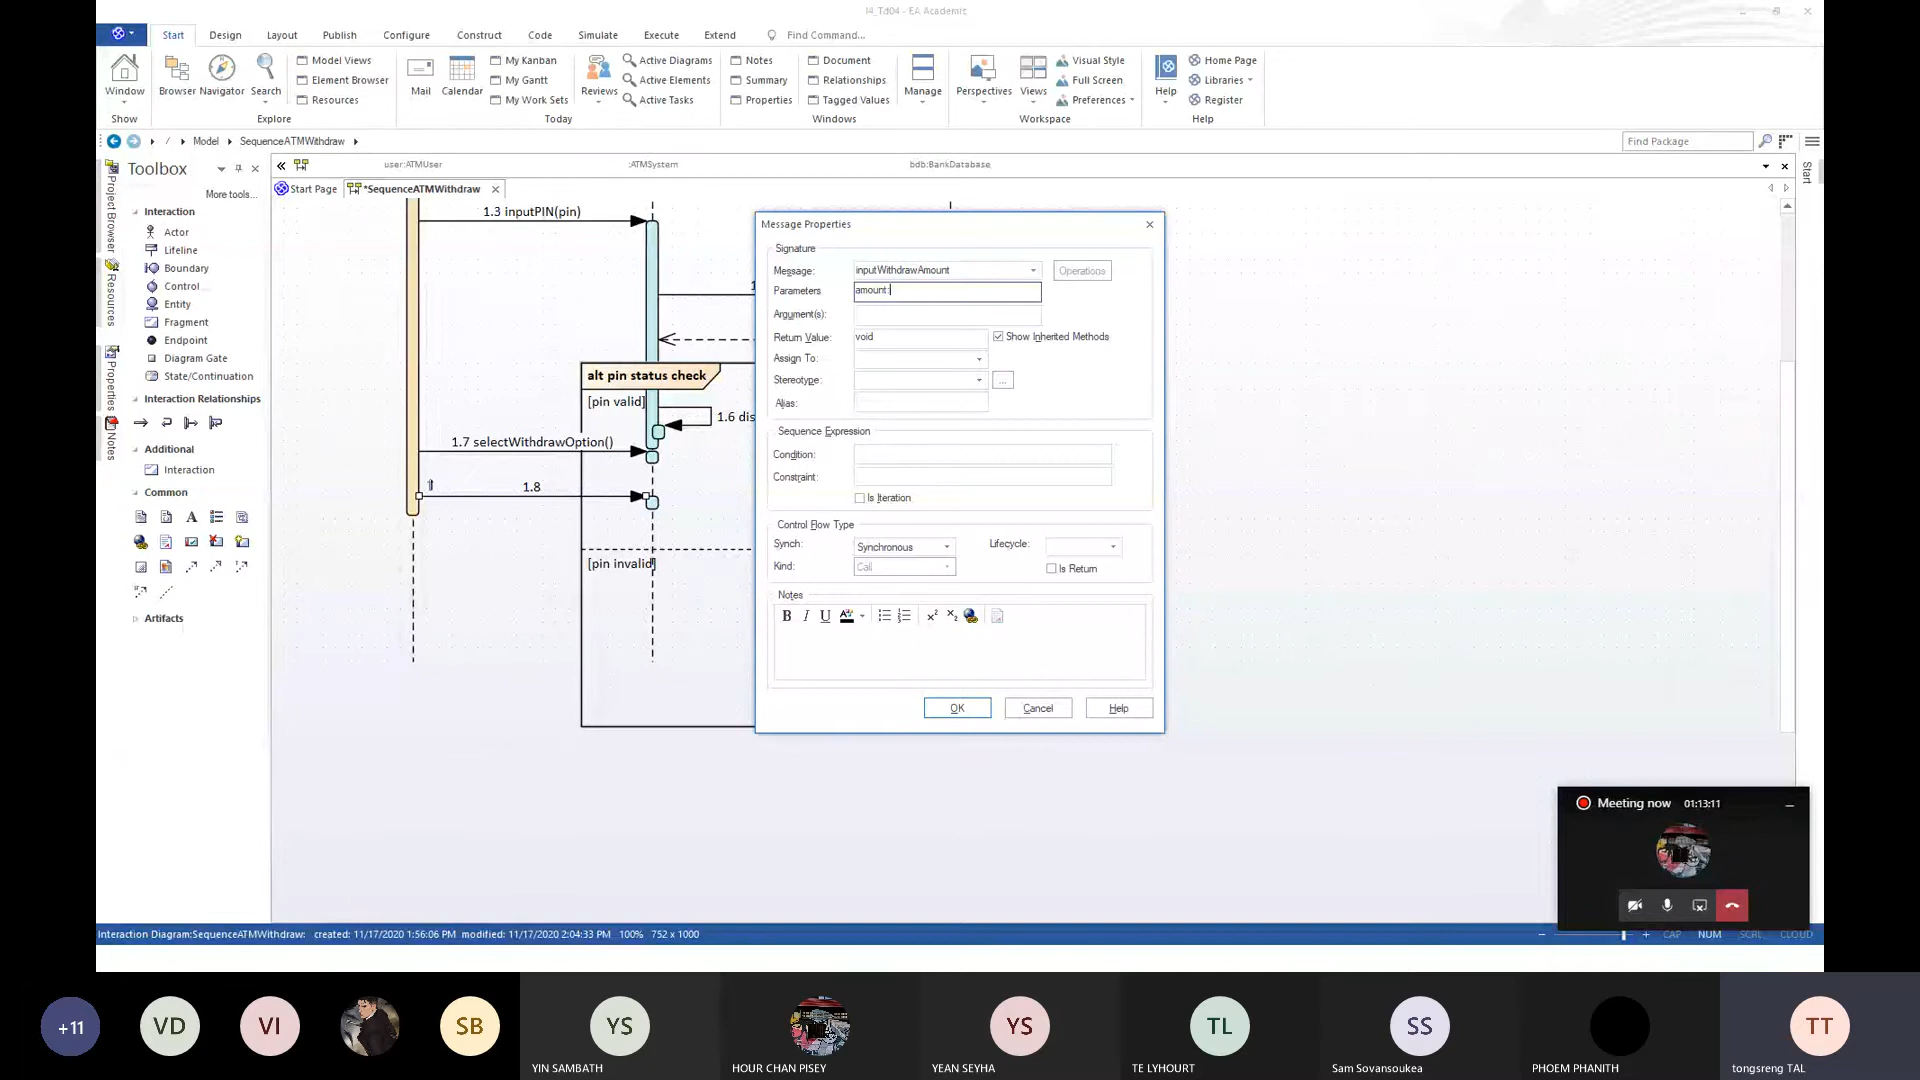 I4_Td04 - EA Academic
Start Design Layout Publish Configure Construct Code Simulate Execute Extend Find Command...
Window
Show
Browser Navigator Search
Model Views
Element Browser
Resources
Explore
Mail Calendar
My Kanban
My Gantt
My Work Sets
Today
Reviews
Active Diagrams
Active Elements
Active Tasks
Notes
Summary
Properties
Document
Relationships
Tagged Values
Windows
Manage
Perspectives Views
Visual Style
Full Screen
Preferences
Workspace
Help
Home Page
Libraries
Register
Help
/ Model SequenceATMWithdraw
Find Package
Project Browser
Resources
Properties
Notes
Toolbox
More tools...
Interaction
Actor
Lifeline
Boundary
Control
Entity
Fragment
Endpoint
Diagram Gate
State/Continuation
Interaction Relationships
Additional
Interaction
Common
Artifacts
user:ATMUser :ATMSystem bdb:BankDatabase
Start Page *SequenceATMWithdraw
Start
1.3 inputPIN(pin)
alt pin status check
[pin valid]
1.6 dis
1.7 selectWithdrawOption()
1.8
[pin invalid]
Message Properties
Signature
Message: inputWithdrawAmount Operations
Parameters amount:
Argument(s):
Return Value: void Show Inherited Methods
Assign To:
Stereotype: ...
Alias:
Sequence Expression
Condition:
Constraint:
Is Iteration
Control Flow Type
Synch: Synchronous Lifecycle:
Kind: Call Is Return
Notes
B I U
OK Cancel Help
Meeting now 01:13:11
Interaction Diagram:SequenceATMWithdraw: created: 11/17/2020 1:56:06 PM modified: 11/17/2020 2:04:33 PM 100% 752 x 1000
CAP NUM SCRL CLOUD
+11 VD VI SB YS YS TL SS TT
YIN SAMBATH HOUR CHAN PISEY YEAN SEYHA TE LYHOURT Sam Sovansoukea PHOEM PHANITH tongsreng TAL